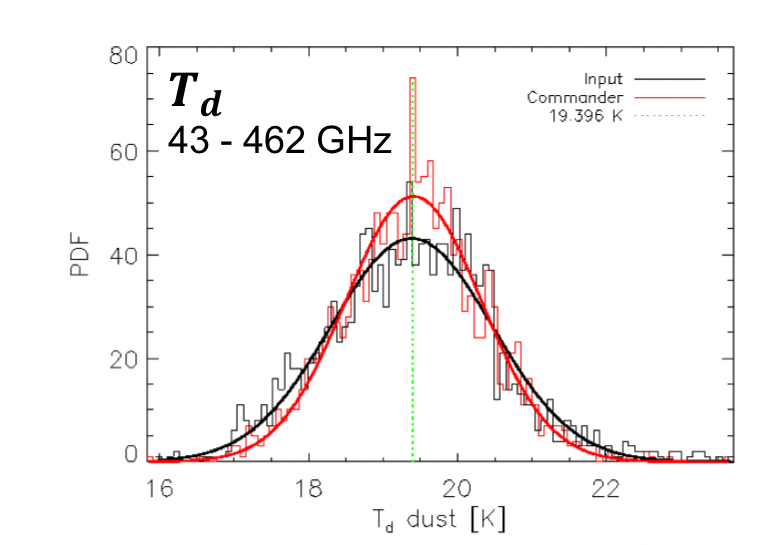 80
T_d
43 - 462 GHz
Input
Commander
19.396 K
60
PDF
40
20
0
16 18 20 22
T_d dust [K]